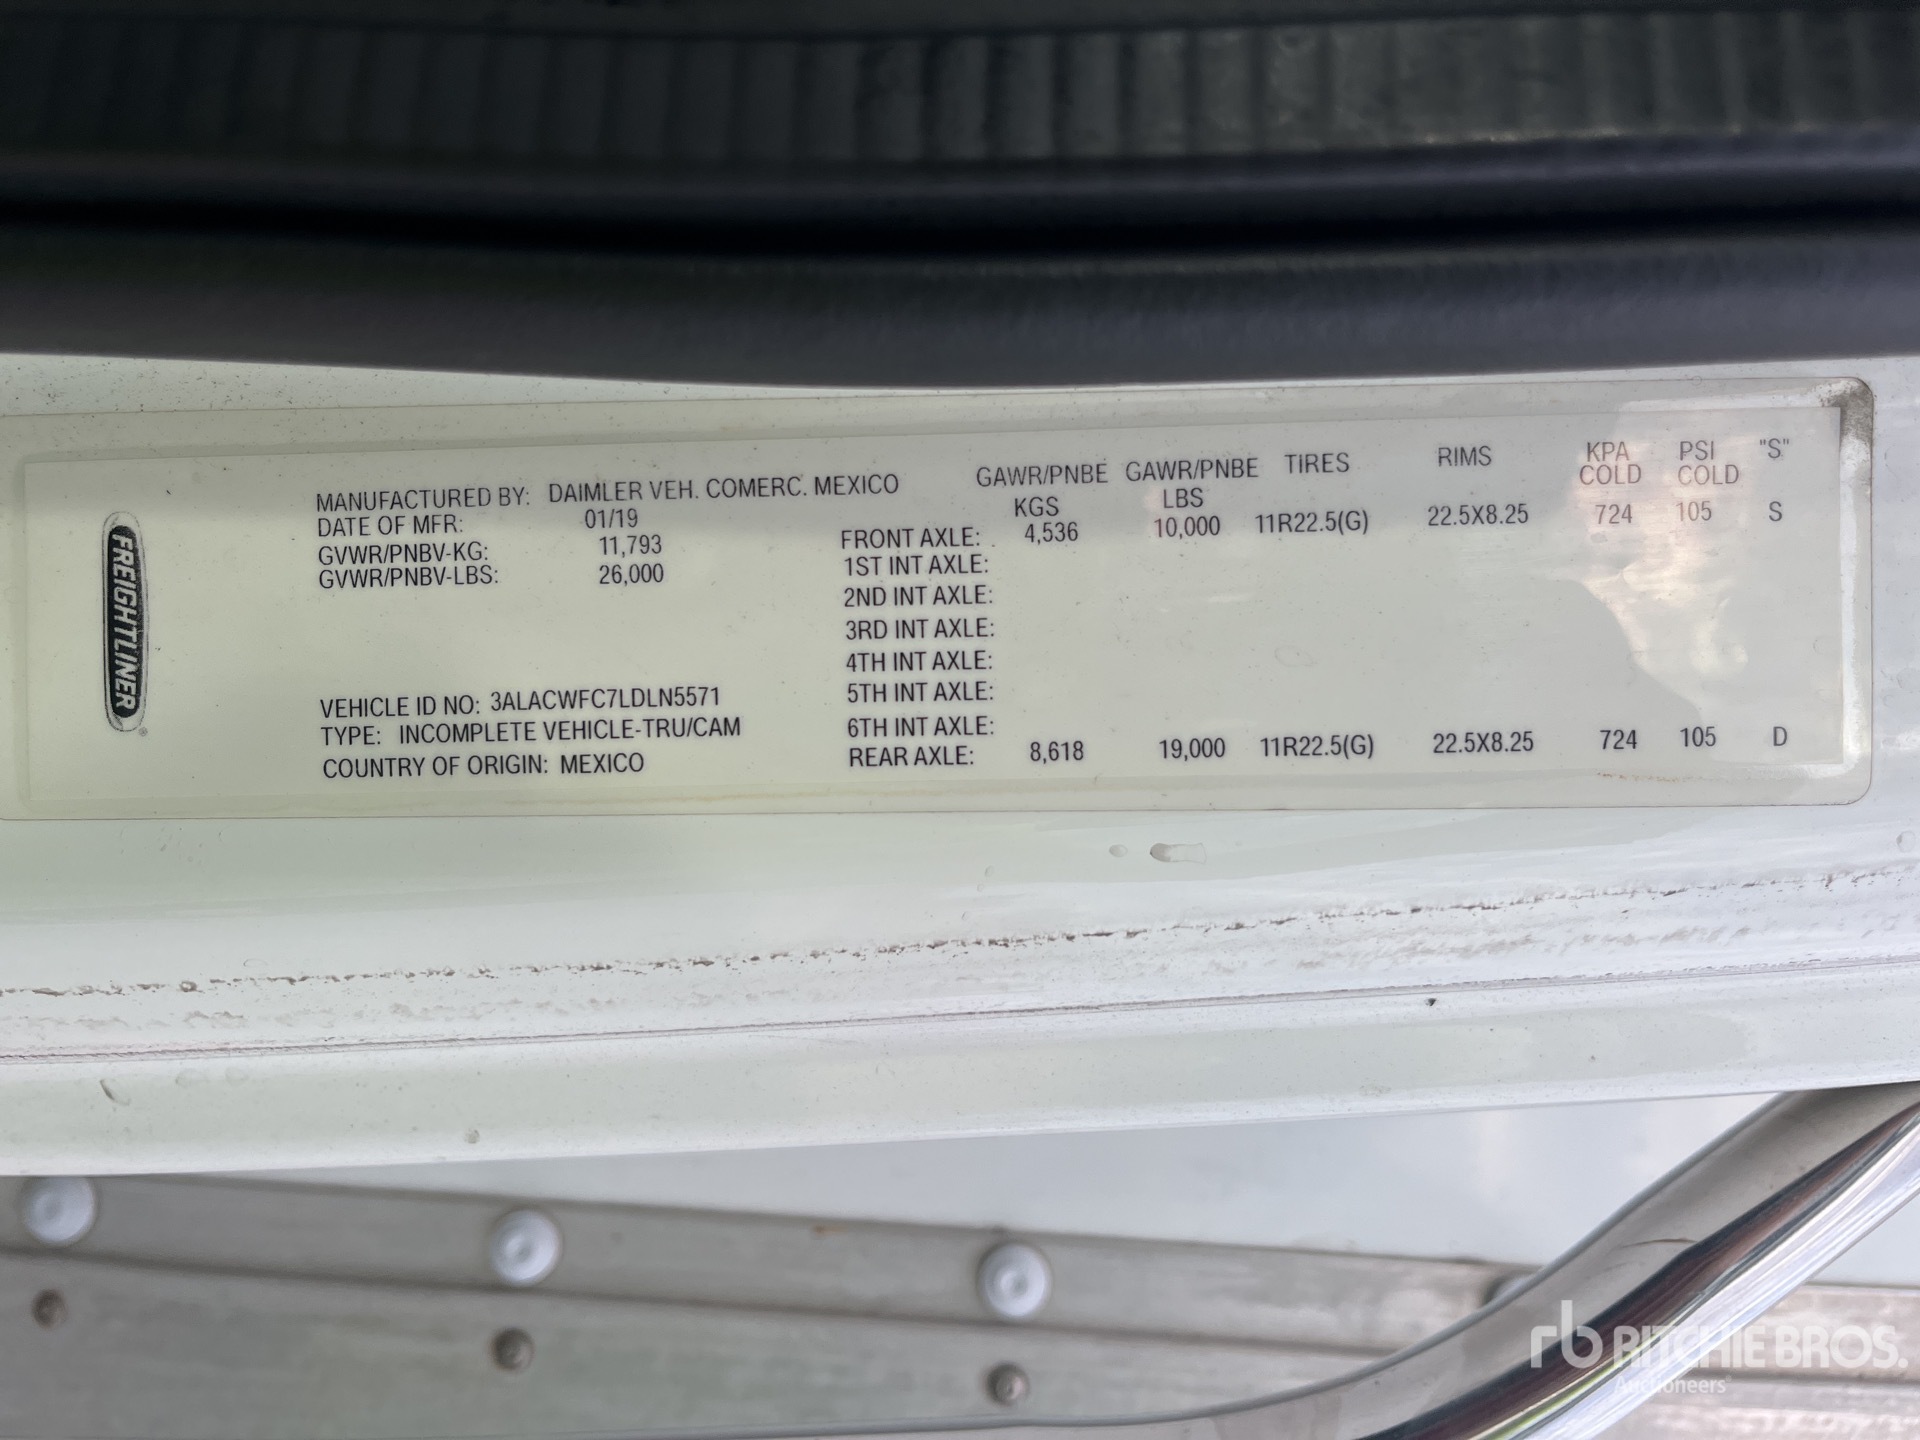 FREIGHTLINER
MANUFACTURED BY: DAIMLER VEH. COMERC. MEXICO
DATE OF MFR: 01/19
GVWR/PNBV-KG: 11,793
GVWR/PNBV-LBS: 26,000
VEHICLE ID NO: 3ALACWFC7LDLN5571
TYPE: INCOMPLETE VEHICLE-TRU/CAM
COUNTRY OF ORIGIN: MEXICO
GAWR/PNBE GAWR/PNBE TIRES RIMS KPA PSI "S"
KGS LBS COLD COLD
FRONT AXLE: 4,536 10,000 11R22.5(G) 22.5X8.25 724 105 S
1ST INT AXLE:
2ND INT AXLE:
3RD INT AXLE:
4TH INT AXLE:
5TH INT AXLE:
6TH INT AXLE:
REAR AXLE: 8,618 19,000 11R22.5(G) 22.5X8.25 724 105 D
rb RITCHIE BROS.
Auctioneers